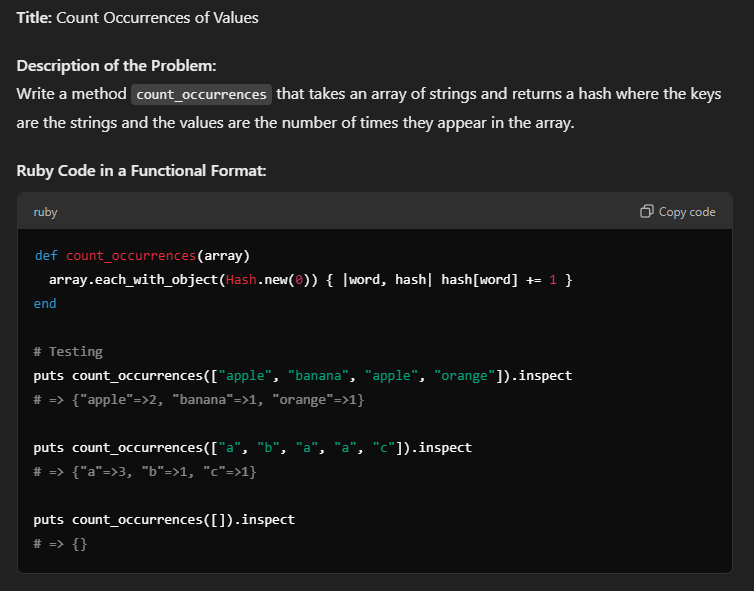 Title: Count Occurrences of Values
Description of the Problem:
Write a method count_occurrences that takes an array of strings and returns a hash where the keys
are the strings and the values are the number of times they appear in the array.
Ruby Code in a Functional Format:
ruby
Copy code
def count_occurrences(array)
  array.each_with_object(Hash.new(0)) { |word, hash| hash[word] += 1 }
end
# Testing
puts count_occurrences(["apple", "banana", "apple", "orange"]).inspect
# => {"apple"=>2, "banana"=>1, "orange"=>1}
puts count_occurrences(["a", "b", "a", "a", "c"]).inspect
# => {"a"=>3, "b"=>1, "c"=>1}
puts count_occurrences([]).inspect
# => {}